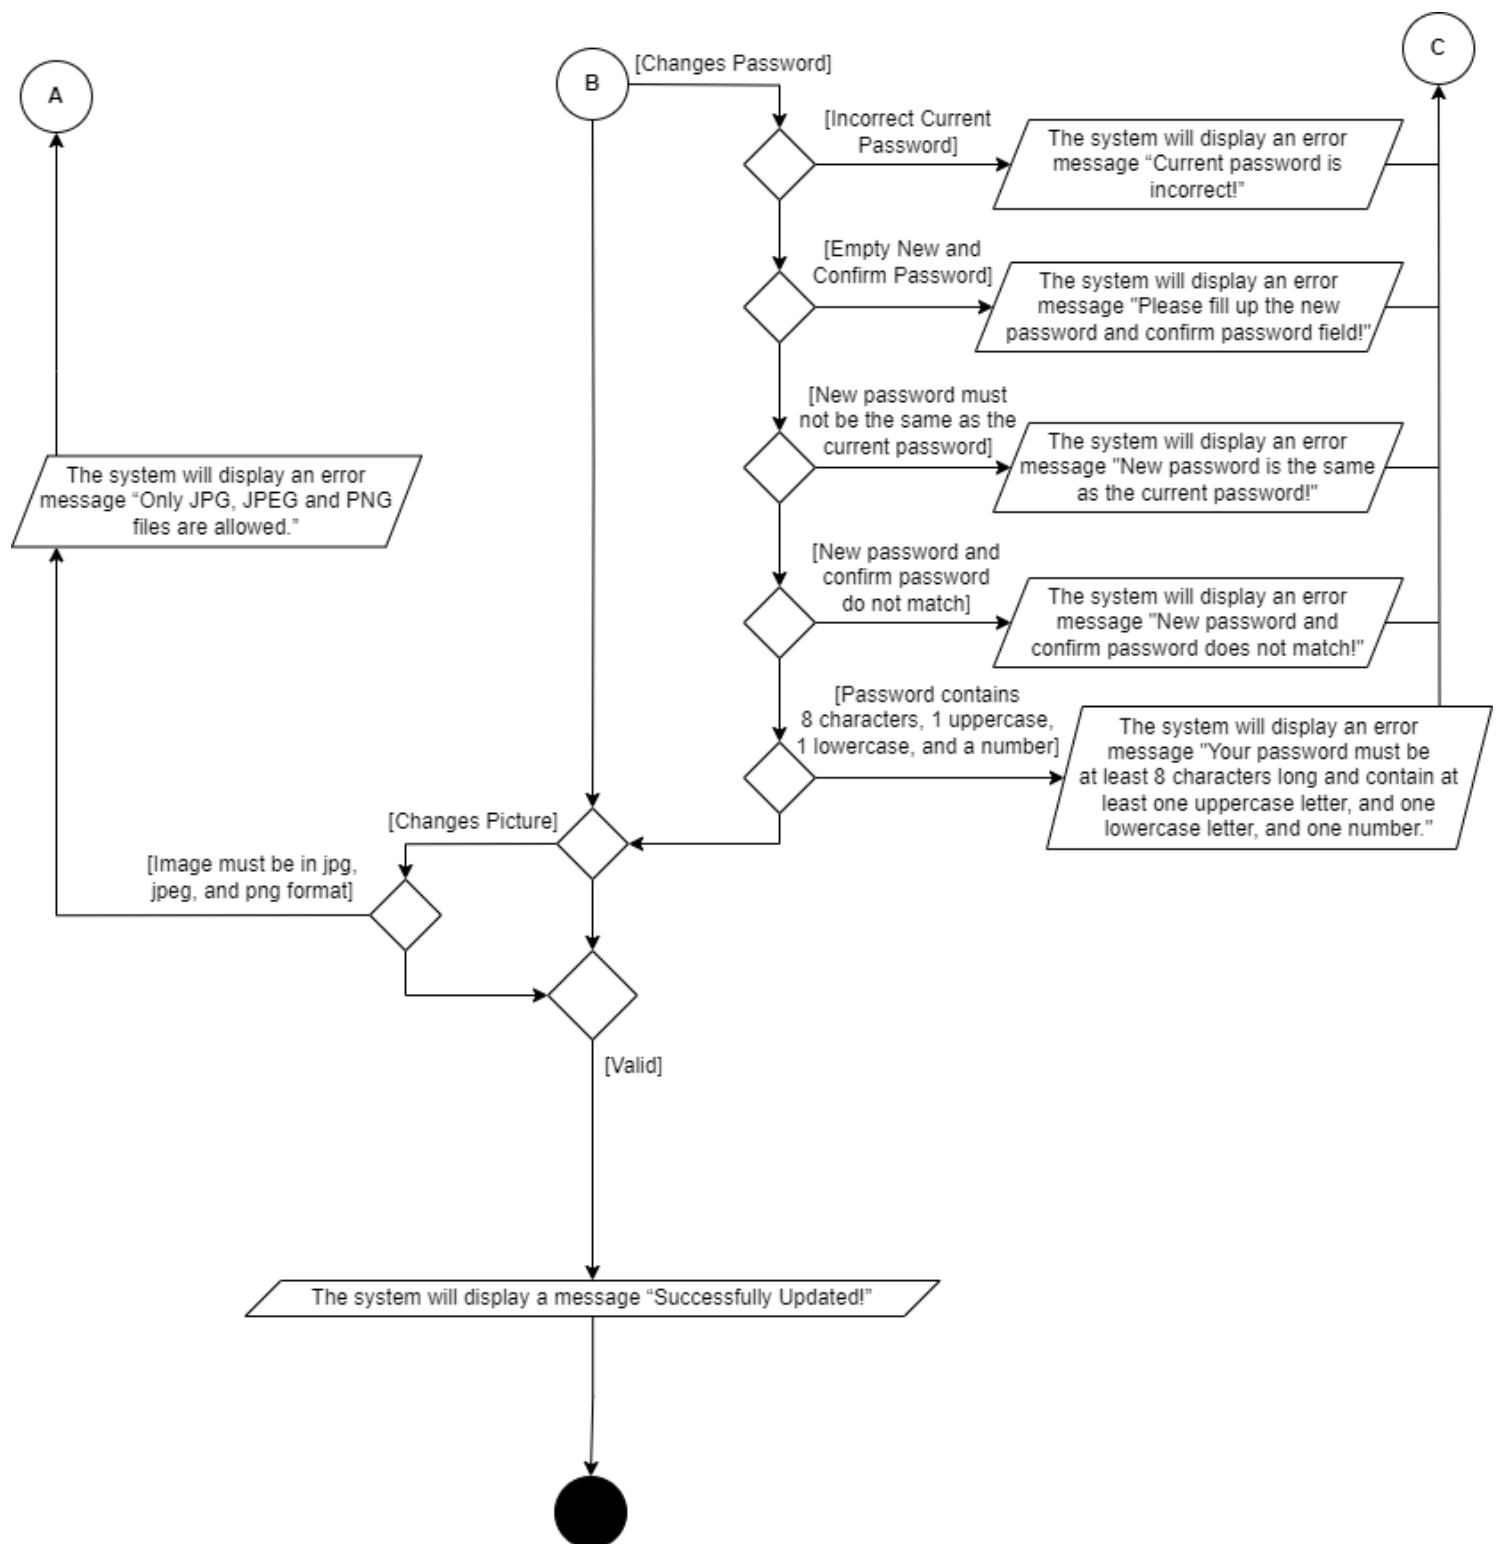 A
B
C
[Changes Password]
[Incorrect Current
Password]
The system will display an error
message “Current password is
incorrect!”
[Empty New and
Confirm Password]
The system will display an error
message "Please fill up the new
password and confirm password field!"
[New password must
not be the same as the
current password]
The system will display an error
message "New password is the same
as the current password!"
The system will display an error
message “Only JPG, JPEG and PNG
files are allowed.”
[New password and
confirm password
do not match]
The system will display an error
message "New password and
confirm password does not match!"
[Password contains
8 characters, 1 uppercase,
1 lowercase, and a number]
The system will display an error
message "Your password must be
at least 8 characters long and contain at
least one uppercase letter, and one
lowercase letter, and one number."
[Changes Picture]
[Image must be in jpg,
jpeg, and png format]
[Valid]
The system will display a message “Successfully Updated!”